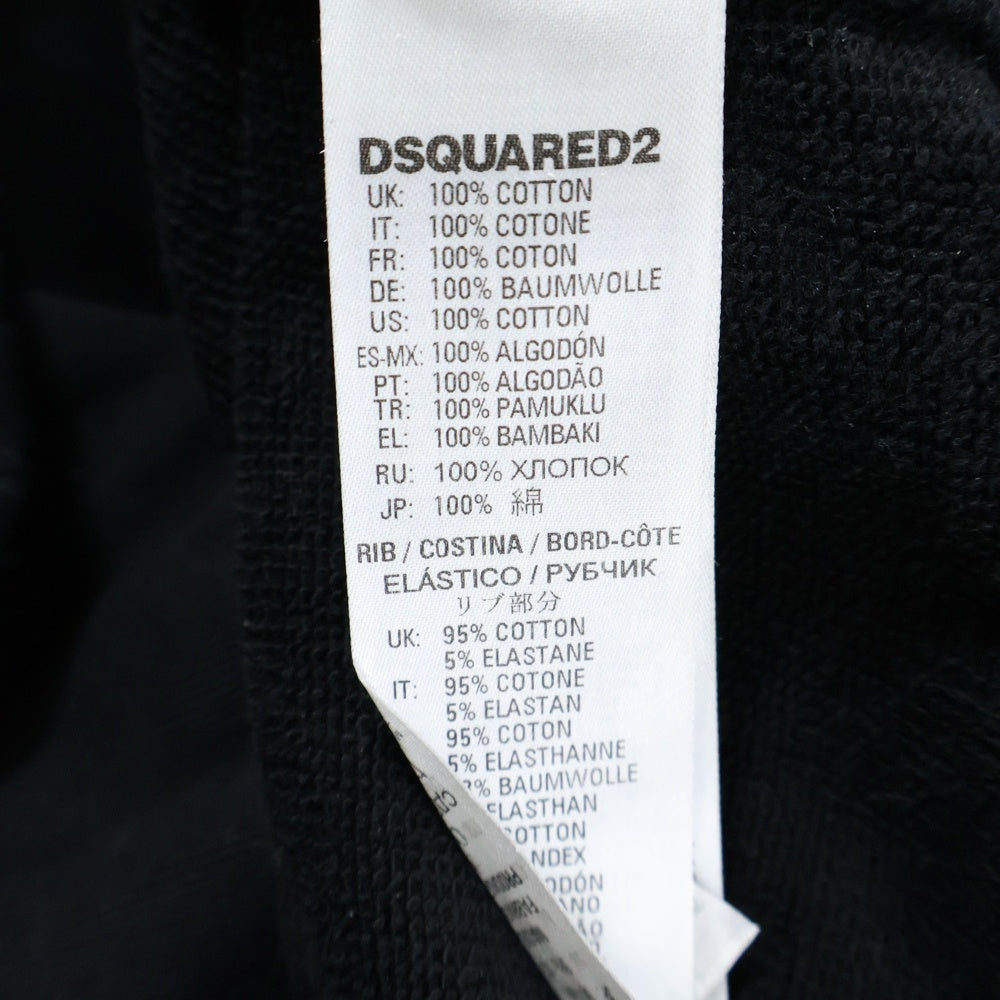 DSQUARED2
UK: 100% COTTON
IT: 100% COTONE
FR: 100% COTON
DE: 100% BAUMWOLLE
US: 100% COTTON
ES-MX: 100% ALGODÓN
PT: 100% ALGODÃO
TR: 100% PAMUKLU
EL: 100% BAMBAKI
RU: 100% ХЛОПОК
JP: 100% 綿
RIB / COSTINA / BORD-CÔTE
ELÁSTICO / РУБЧИК
リブ部分
UK: 95% COTTON
5% ELASTANE
IT: 95% COTONE
5% ELASTAN
95% COTON
5% ELASTHANNE
% BAUMWOLLE